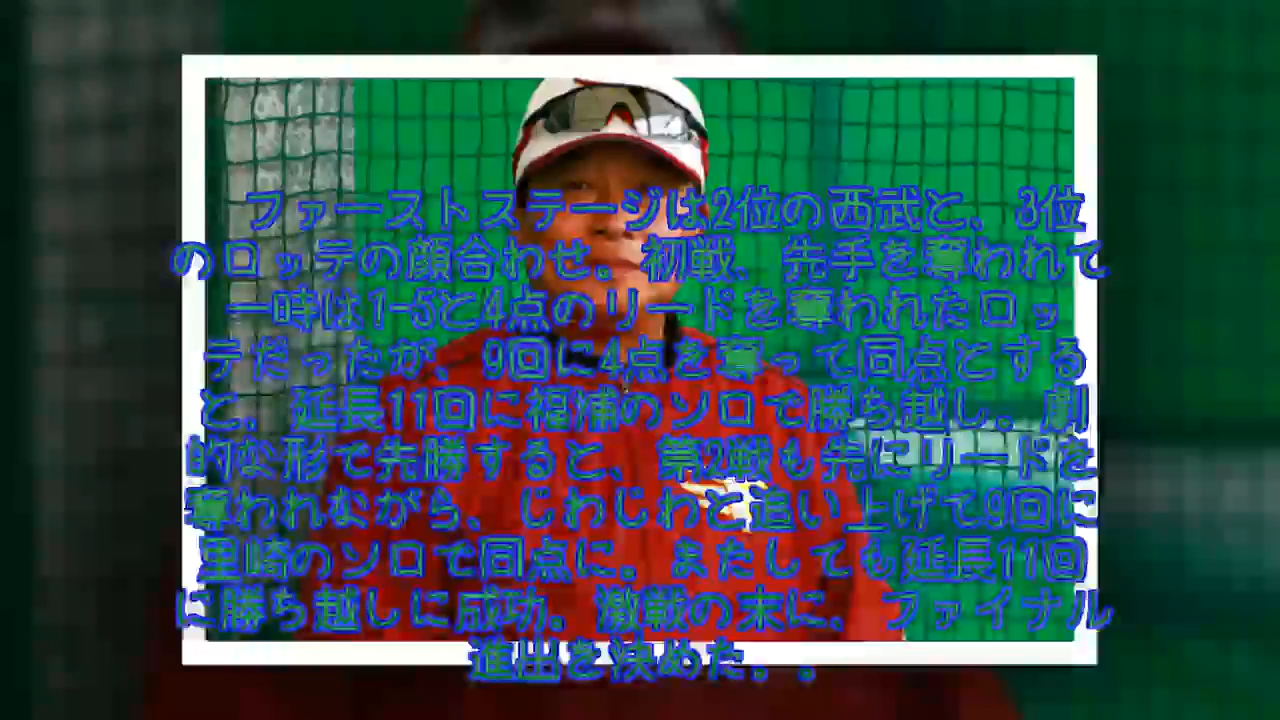 ファーストステージは2位の西武と、3位
のロッテの顔合わせ。初戦、先手を奪われて
一時は1-5と4点のリードを奪われたロッ
テだったが、9回に4点を奪って同点とする
と、延長11回に福浦のソロで勝ち越し。劇
的な形で先勝すると、第2戦も先にリードを
奪われながら、じわじわと追い上げて9回に
里崎のソロで同点に。またしても延長11回
に勝ち越しに成功。激戦の末に、ファイナル
進出を決めた。。